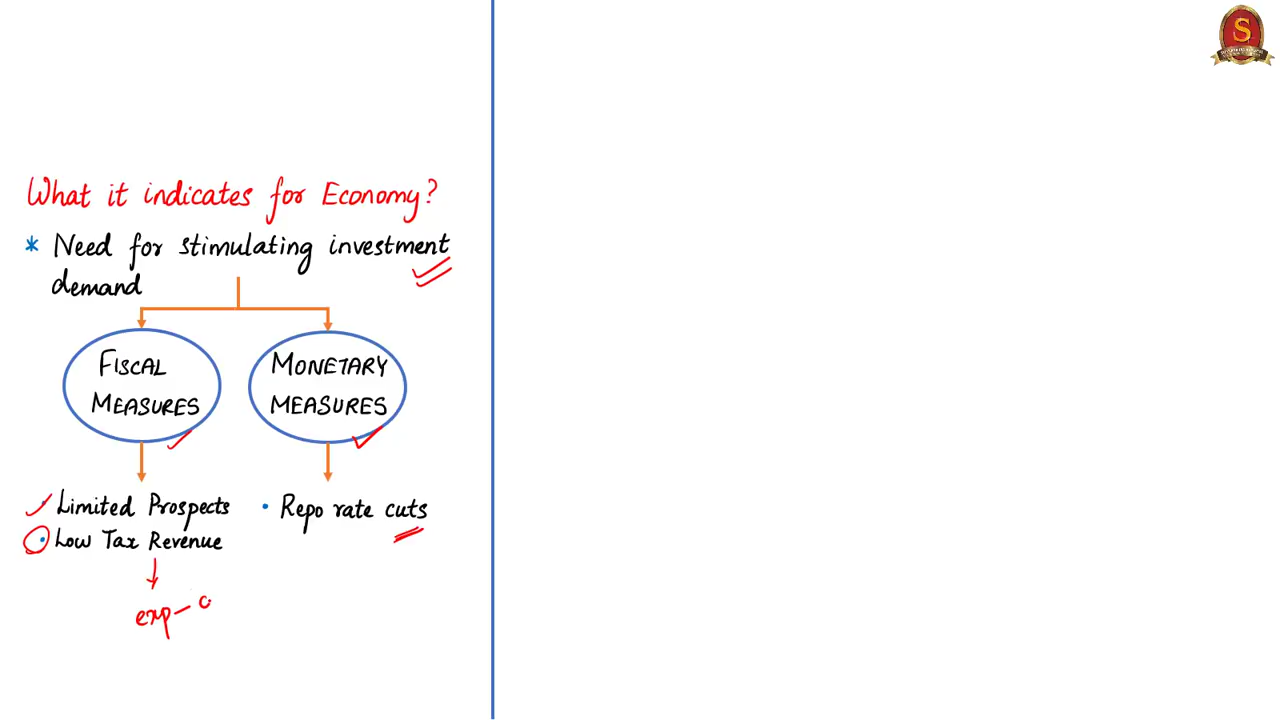 What it indicates for Economy?
* Need for stimulating investment
demand
FISCAL
MEASURES
MONETARY
MEASURES
Limited Prospects
• Low Tax Revenue
• Repo rate cuts
exp–
S